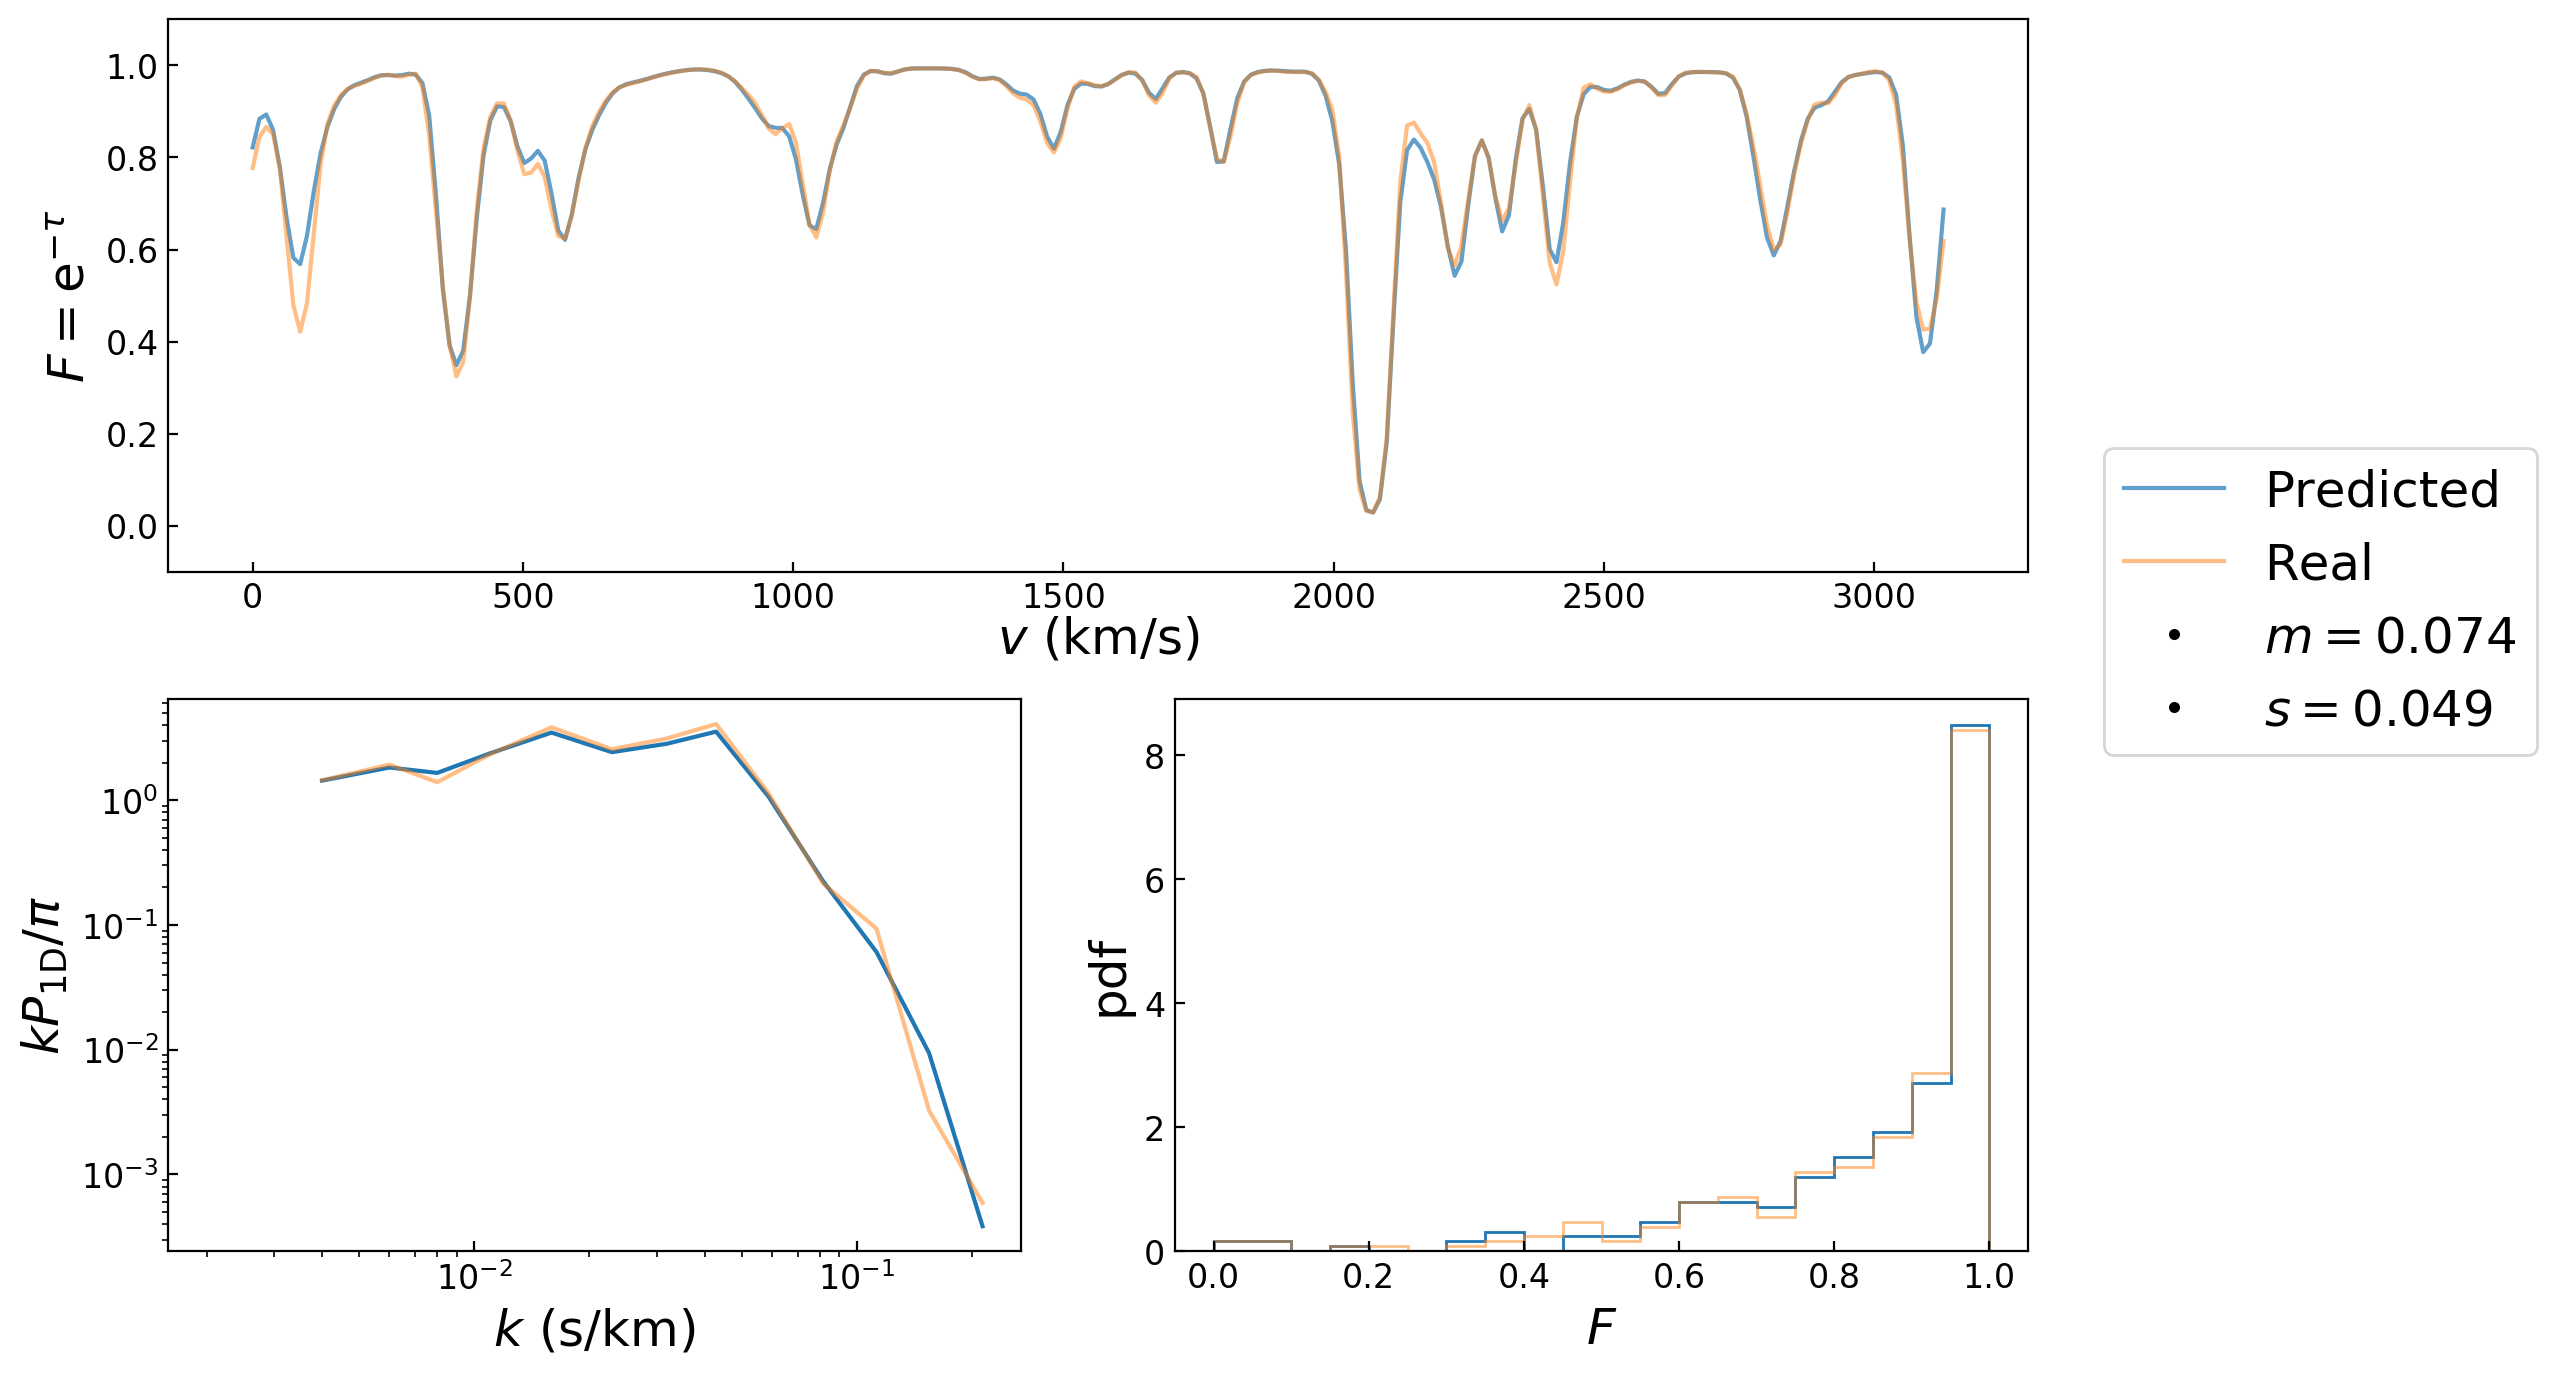 1.0
0.8
0.6
0.4
0.2
0.0
F = e^{−τ}
0 500 1000 1500 2000 2500 3000
v (km/s)
Predicted
Real
m = 0.074
s = 0.049
10^0
10^{−1}
10^{−2}
10^{−3}
kP_{1D}/π
10^{−2} 10^{−1}
k (s/km)
8
6
4
2
0
pdf
0.0 0.2 0.4 0.6 0.8 1.0
F